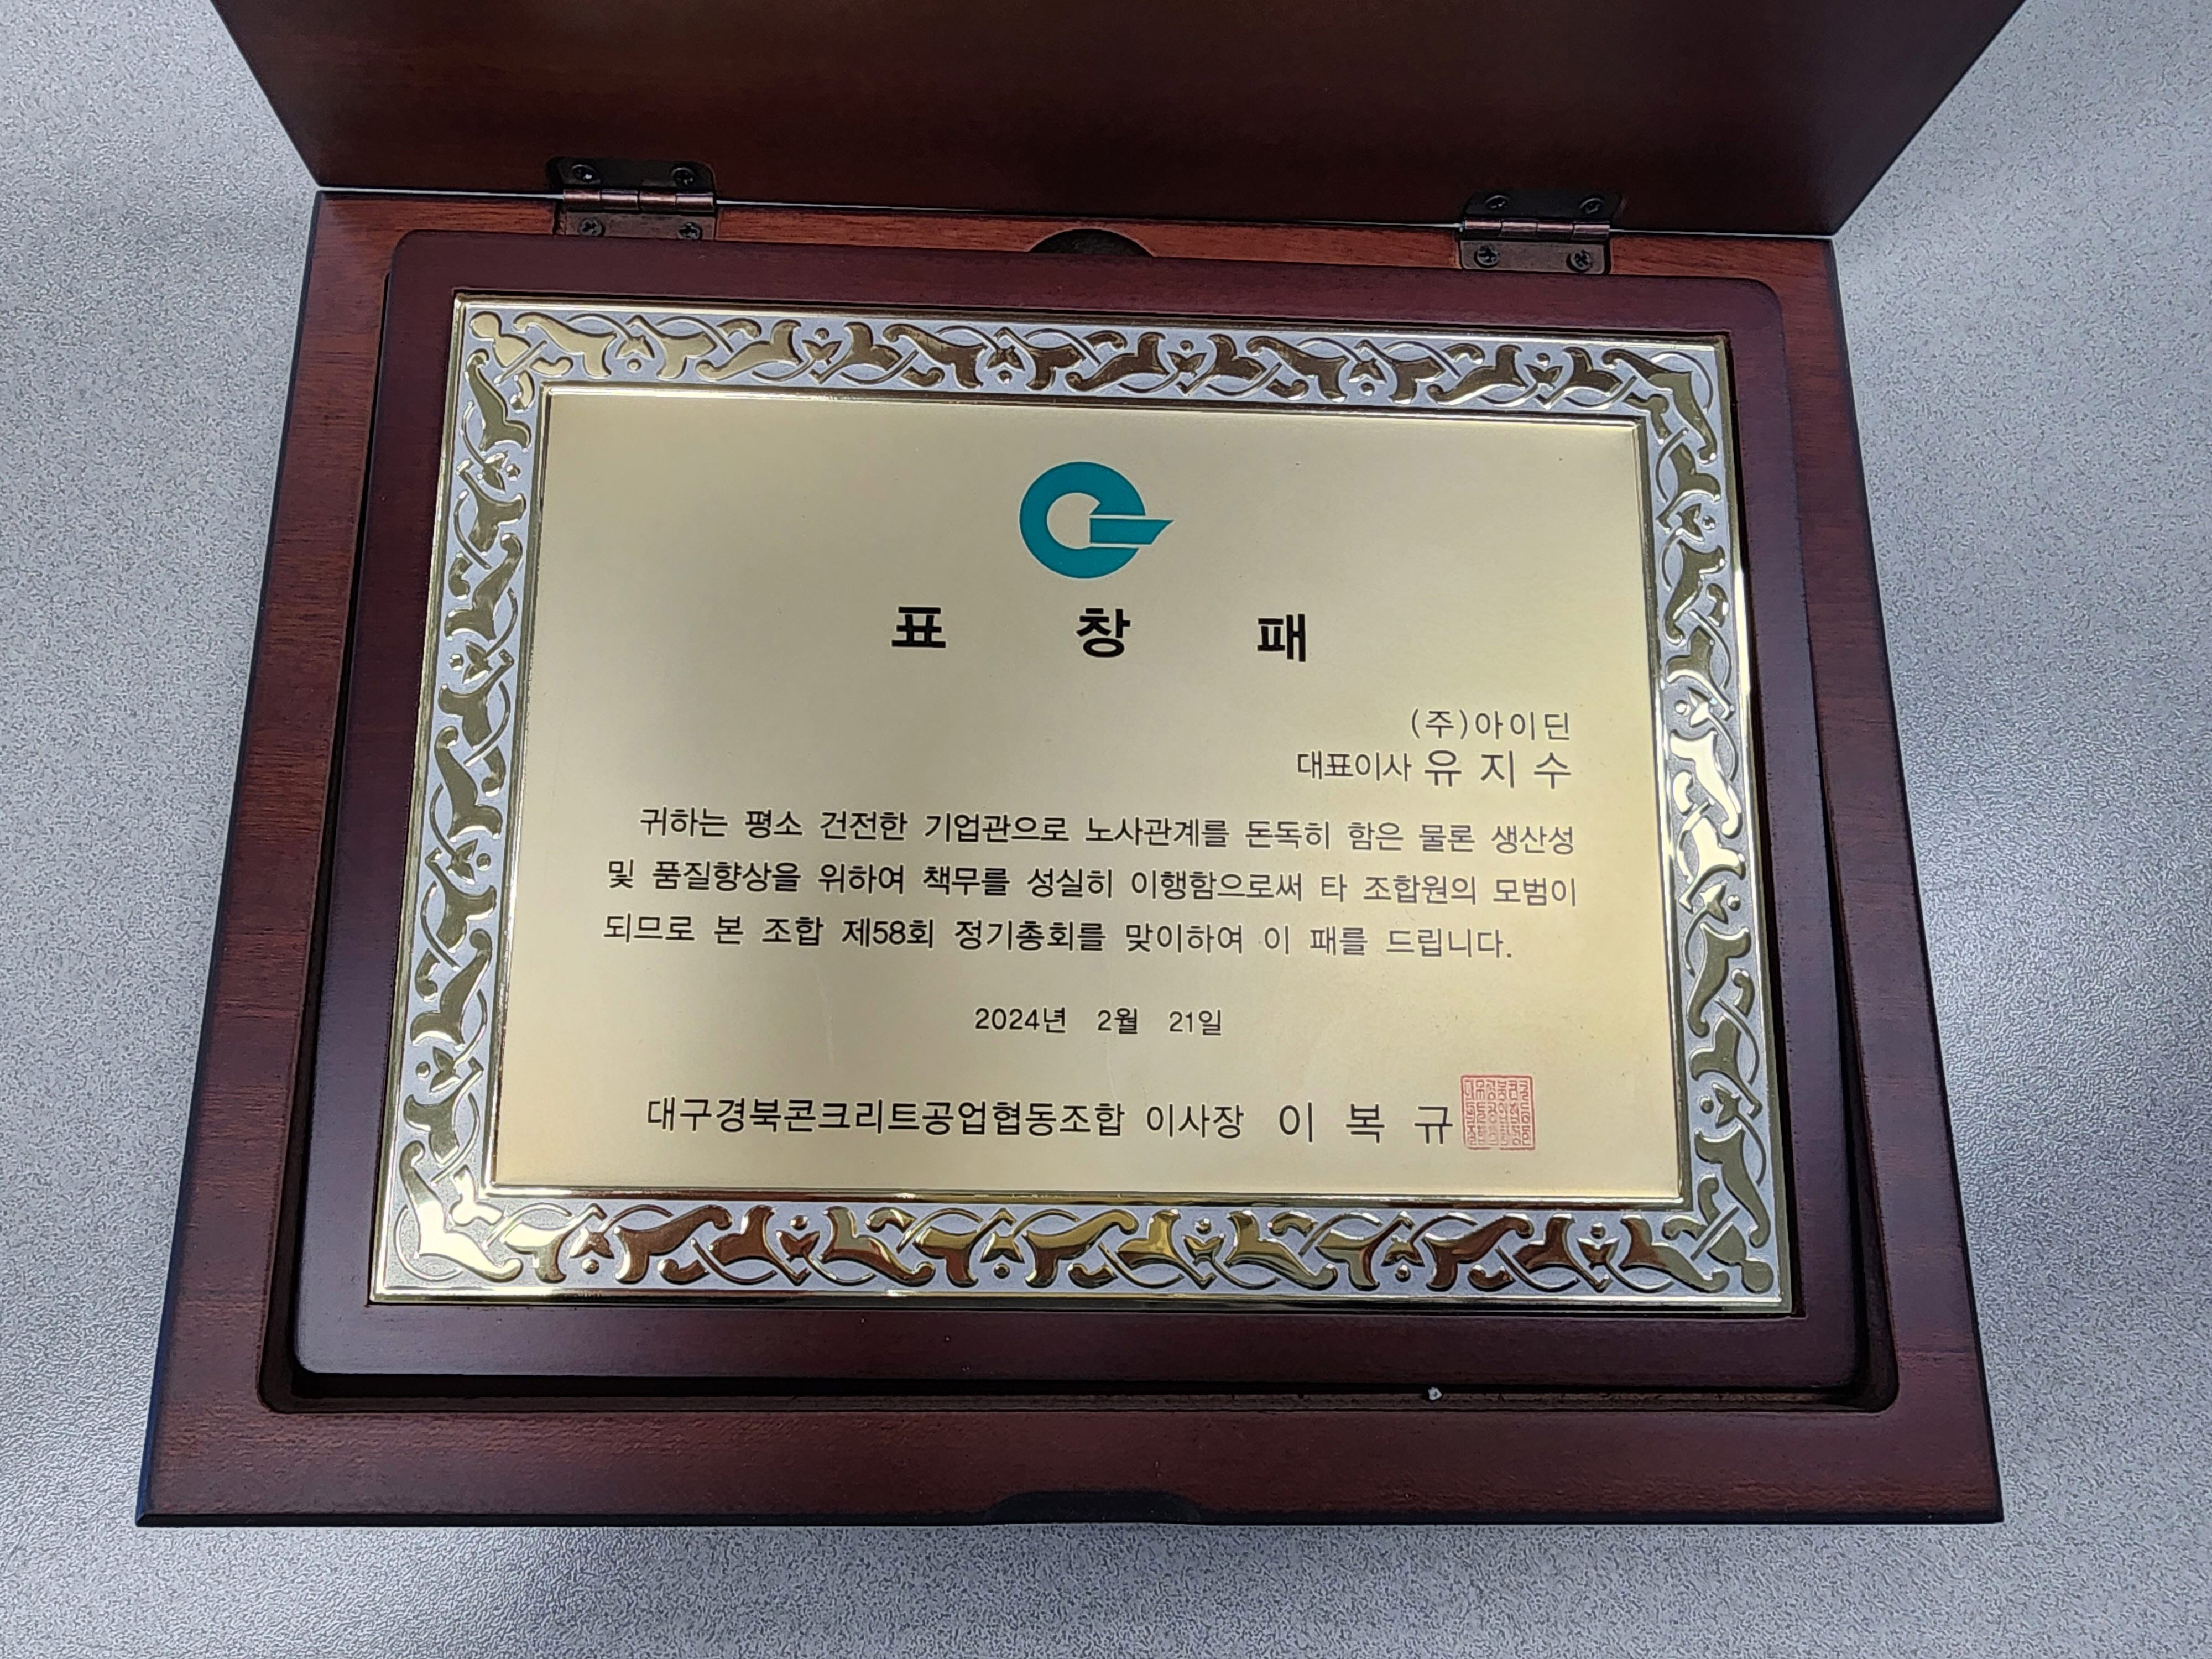 표 창 패
(주)아이딘
대표이사 유 지 수
귀하는 평소 건전한 기업관으로 노사관계를 돈독히 함은 물론 생산성
및 품질향상을 위하여 책무를 성실히 이행함으로써 타 조합원의 모범이
되므로 본 조합 제58회 정기총회를 맞이하여 이 패를 드립니다.
2024년 2월 21일
대구경북콘크리트공업협동조합 이사장 이 복 규